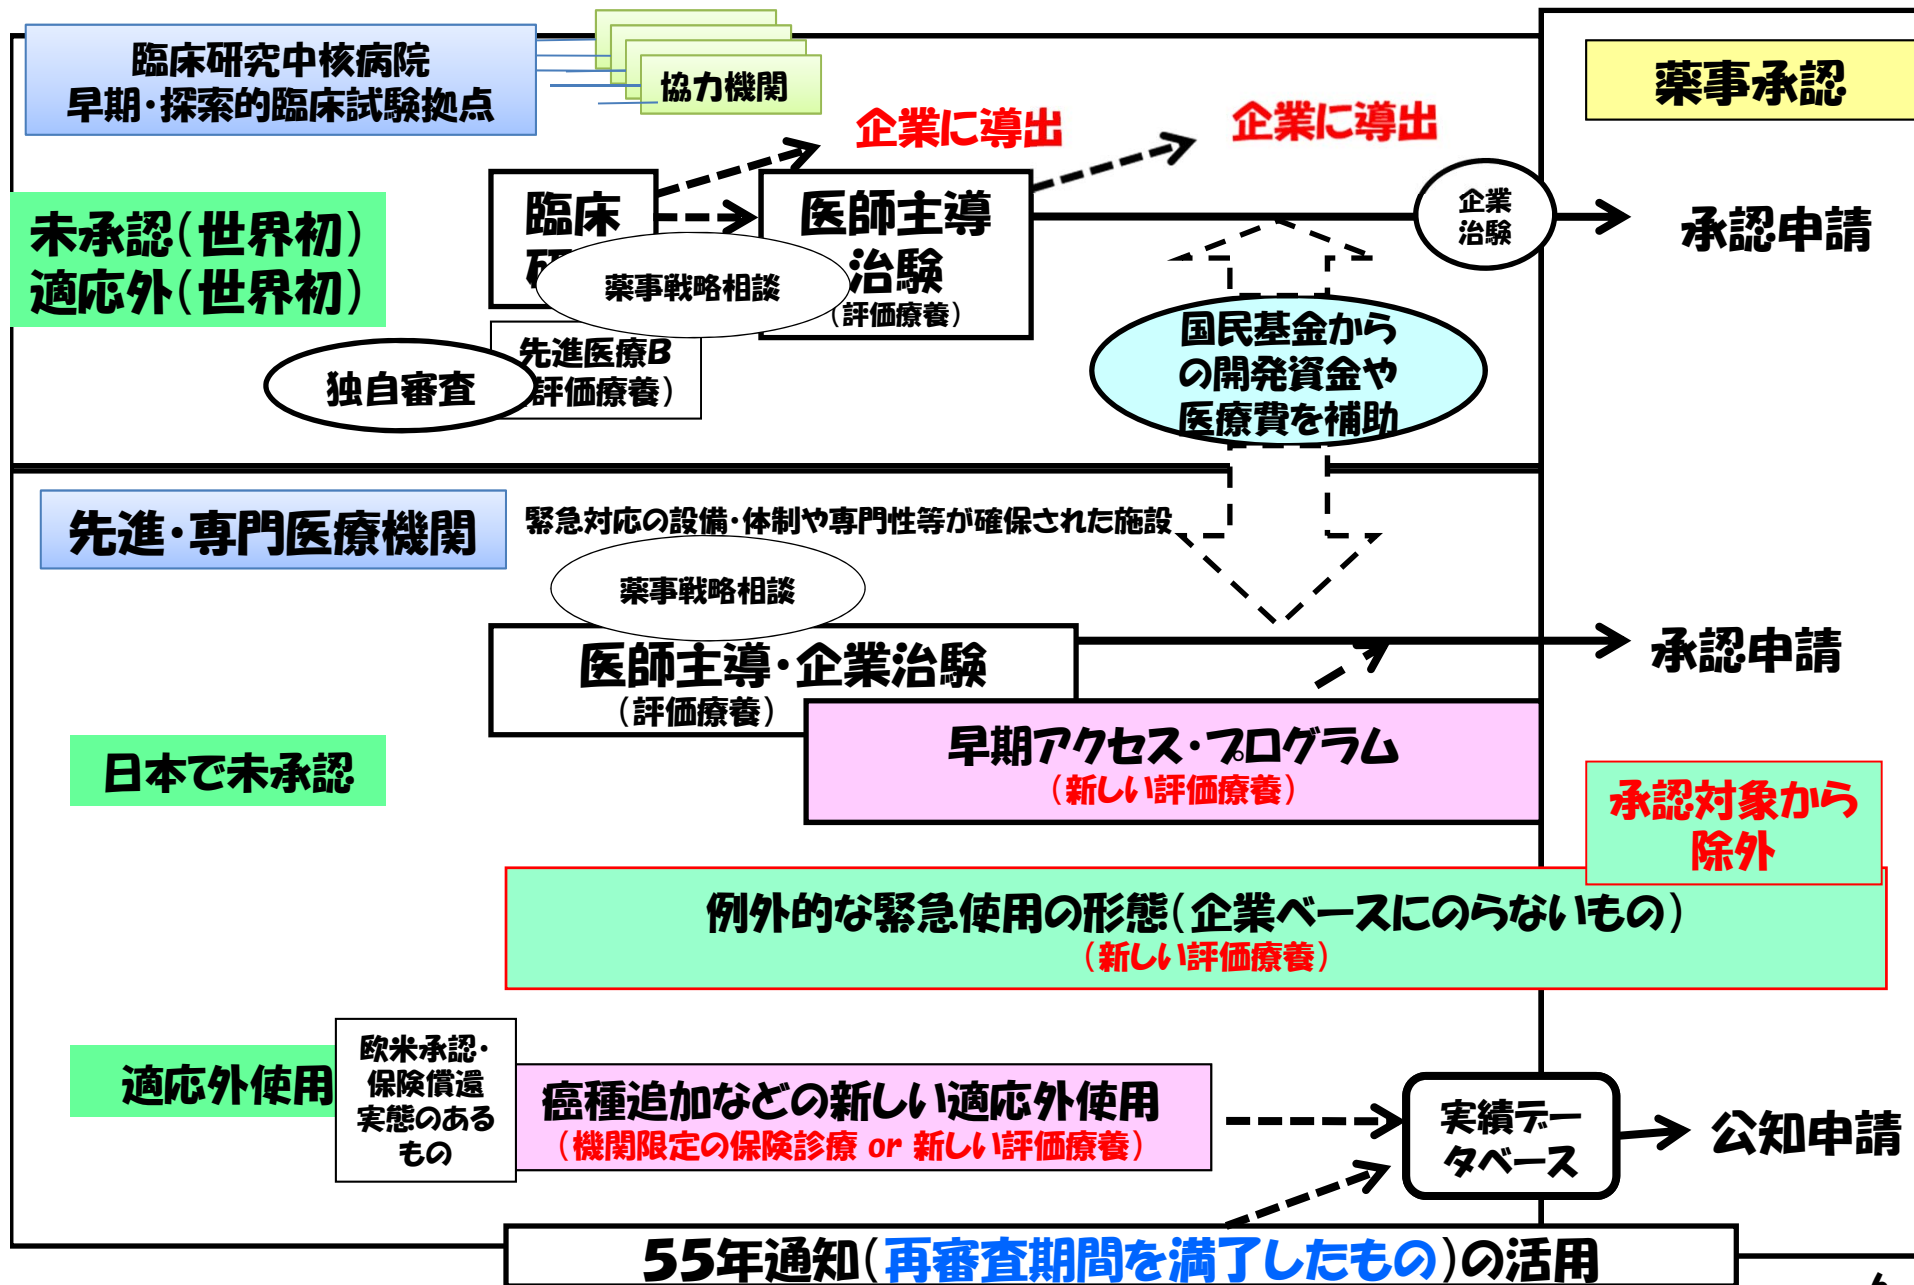 臨床研究中核病院
早期・探索的臨床試験拠点
協力機関
企業に導出
企業に導出
薬事承認
未承認(世界初)
適応外(世界初)
臨床
医師主導
治験
(評価療養)
薬事戦略相談
企業
治験
承認申請
先進医療B
評価療養)
独自審査
国民基金から
の開発資金や
医療費を補助
先進・専門医療機関
緊急対応の設備・体制や専門性等が確保された施設
薬事戦略相談
医師主導・企業治験
(評価療養)
承認申請
日本で未承認
早期アクセス・プログラム
(新しい評価療養)
承認対象から
除外
例外的な緊急使用の形態(企業ベースにのらないもの)
(新しい評価療養)
適応外使用
欧米承認・
保険償還
実態のある
もの
癌種追加などの新しい適応外使用
(機関限定の保険診療 or 新しい評価療養)
実績デー
タベース
公知申請
55年通知(再審査期間を満了したもの)の活用